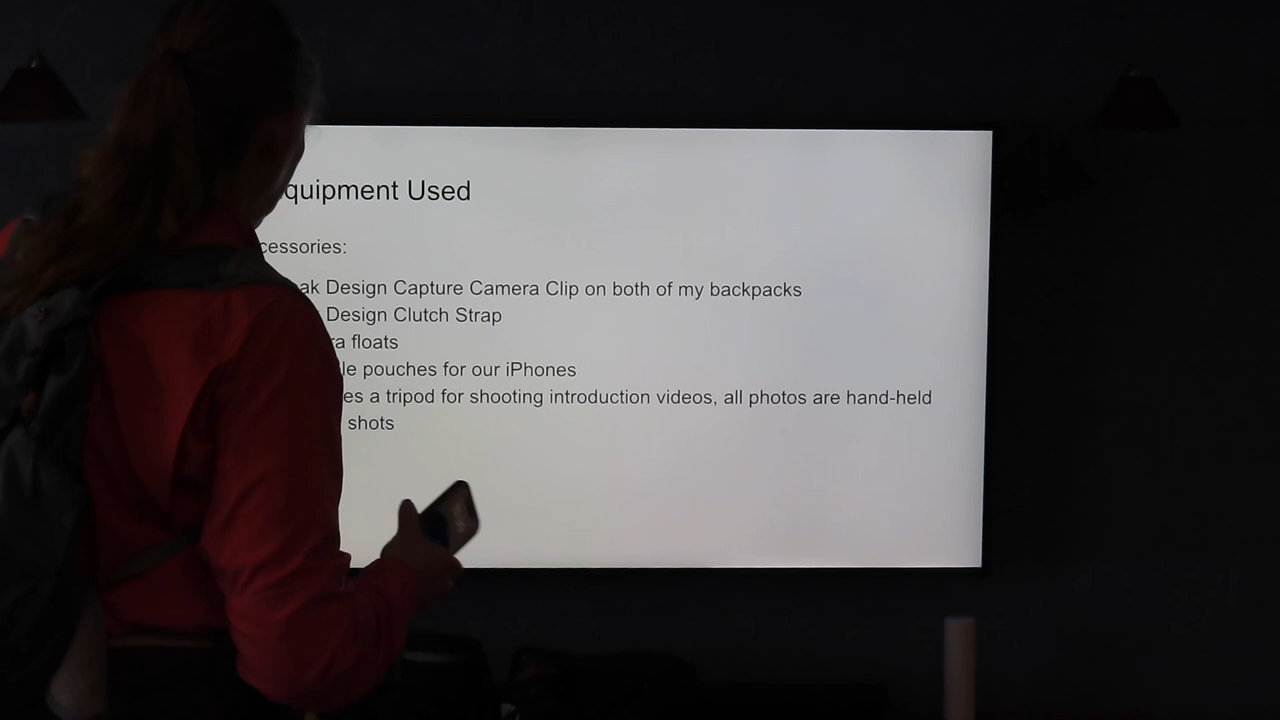 quipment Used
cessories:
ak Design Capture Camera Clip on both of my backpacks
Design Clutch Strap
ra floats
le pouches for our iPhones
es a tripod for shooting introduction videos, all photos are hand-held
shots